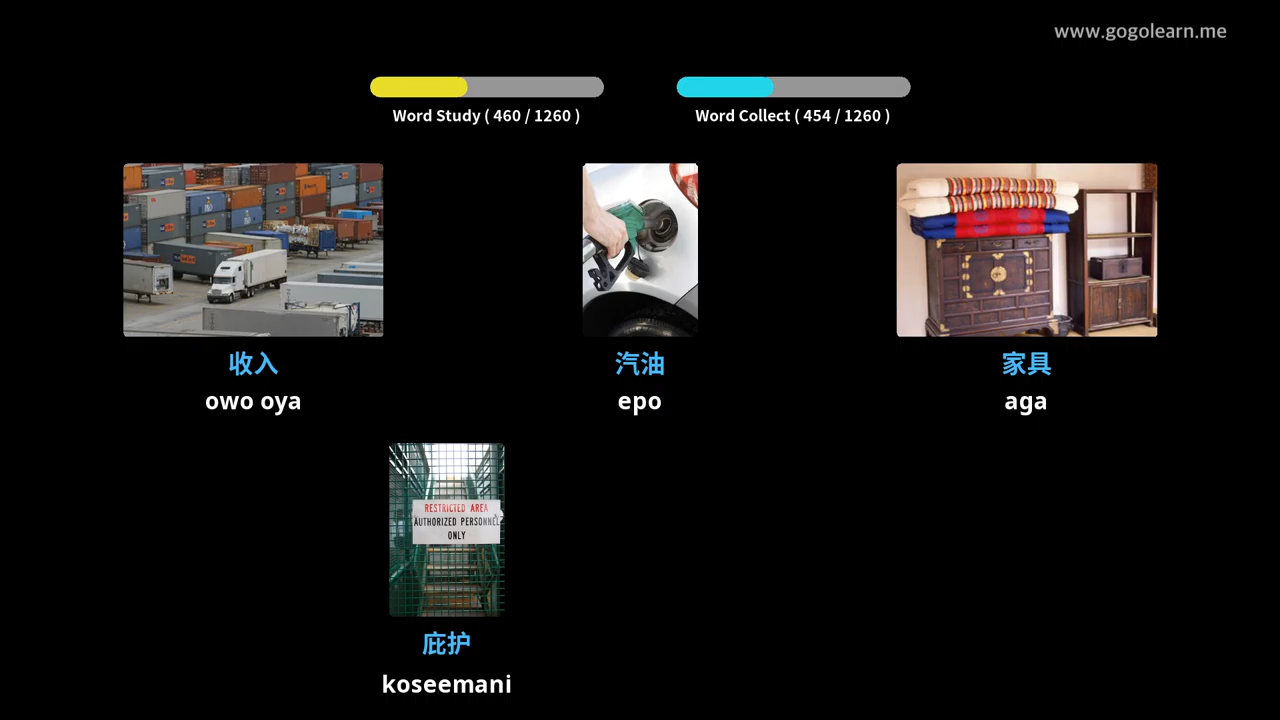 www.gogolearn.me
Word Study ( 460 / 1260 )
Word Collect ( 454 / 1260 )
收入
owo oya
汽油
epo
家具
aga
RESTRICTED AREA
AUTHORIZED PERSONNEL
ONLY
庇护
koseemani